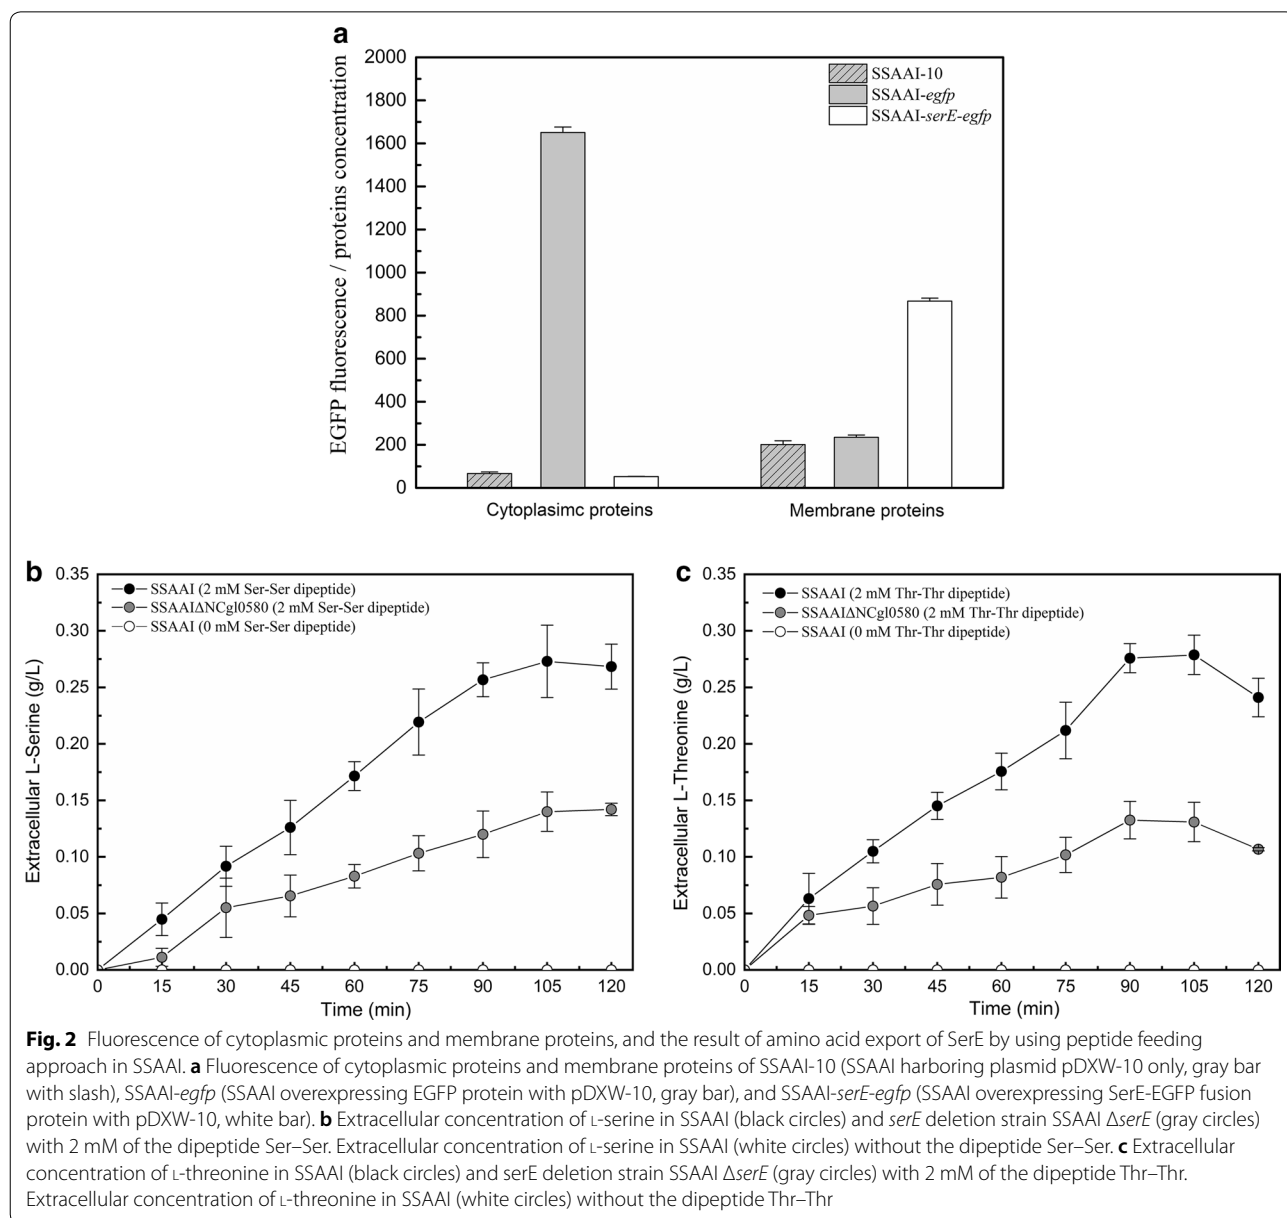 a
2000
1800
1600
1400
1200
1000
800
600
400
200
0
EGFP fluorescence / proteins concentration
SSAAI-10
SSAAI-egfp
SSAAI-serE-egfp
Cytoplasimc proteins
Membrane proteins
b
0.35
0.30
0.25
0.20
0.15
0.10
0.05
0.00
Extracellular L-Serine (g/L)
SSAAI (2 mM Ser-Ser dipeptide)
SSAAIΔNCgl0580 (2 mM Ser-Ser dipeptide)
SSAAI (0 mM Ser-Ser dipeptide)
0 15 30 45 60 75 90 105 120
Time (min)
c
0.35
0.30
0.25
0.20
0.15
0.10
0.05
0.00
Extracellular L-Threonine (g/L)
SSAAI (2 mM Thr-Thr dipeptide)
SSAAIΔNCgl0580 (2 mM Thr-Thr dipeptide)
SSAAI (0 mM Thr-Thr dipeptide)
0 15 30 45 60 75 90 105 120
Time (min)
Fig. 2 Fluorescence of cytoplasmic proteins and membrane proteins, and the result of amino acid export of SerE by using peptide feeding
approach in SSAAI. a Fluorescence of cytoplasmic proteins and membrane proteins of SSAAI-10 (SSAAI harboring plasmid pDXW-10 only, gray bar
with slash), SSAAI-egfp (SSAAI overexpressing EGFP protein with pDXW-10, gray bar), and SSAAI-serE-egfp (SSAAI overexpressing SerE-EGFP fusion
protein with pDXW-10, white bar). b Extracellular concentration of L-serine in SSAAI (black circles) and serE deletion strain SSAAI ΔserE (gray circles)
with 2 mM of the dipeptide Ser–Ser. Extracellular concentration of L-serine in SSAAI (white circles) without the dipeptide Ser–Ser. c Extracellular
concentration of L-threonine in SSAAI (black circles) and serE deletion strain SSAAI ΔserE (gray circles) with 2 mM of the dipeptide Thr–Thr.
Extracellular concentration of L-threonine in SSAAI (white circles) without the dipeptide Thr–Thr